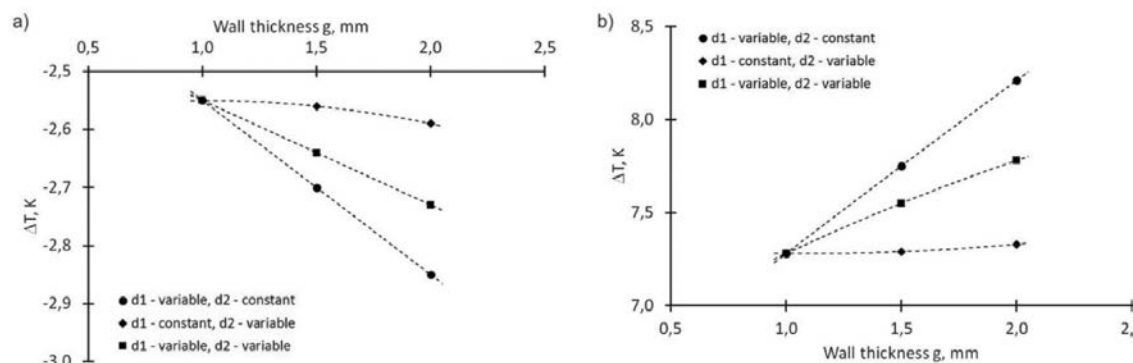 a)
Wall thickness g, mm
0,5 1,0 1,5 2,0 2,5
-2,5
-2,6
-2,7
-2,8
-2,9
-3,0
ΔT, K
d1 - variable, d2 - constant
d1 - constant, d2 - variable
d1 - variable, d2 - variable
b)
8,5
8,0
7,5
7,0
ΔT, K
d1 - variable, d2 - constant
d1 - constant, d2 - variable
d1 - variable, d2 - variable
0,5 1,0 1,5 2,0 2,
Wall thickness g, mm